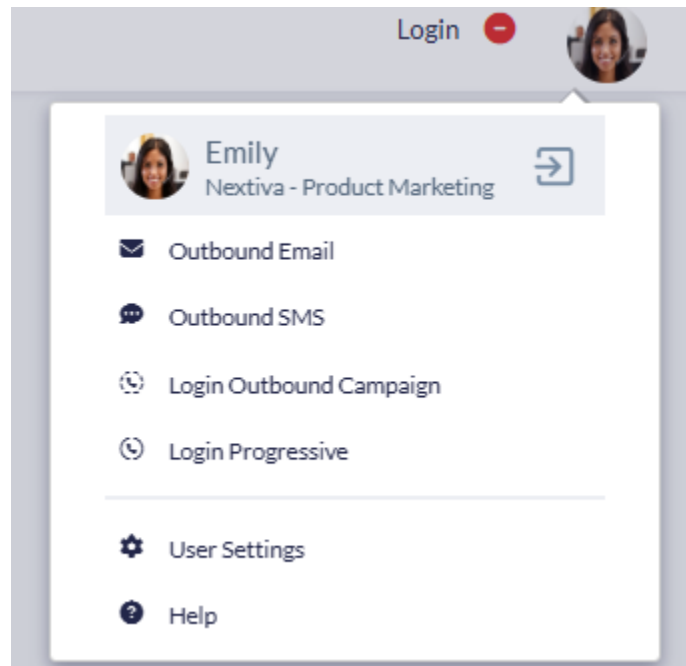 Login
Emily
Nextiva - Product Marketing
Outbound Email
Outbound SMS
Login Outbound Campaign
Login Progressive
User Settings
Help